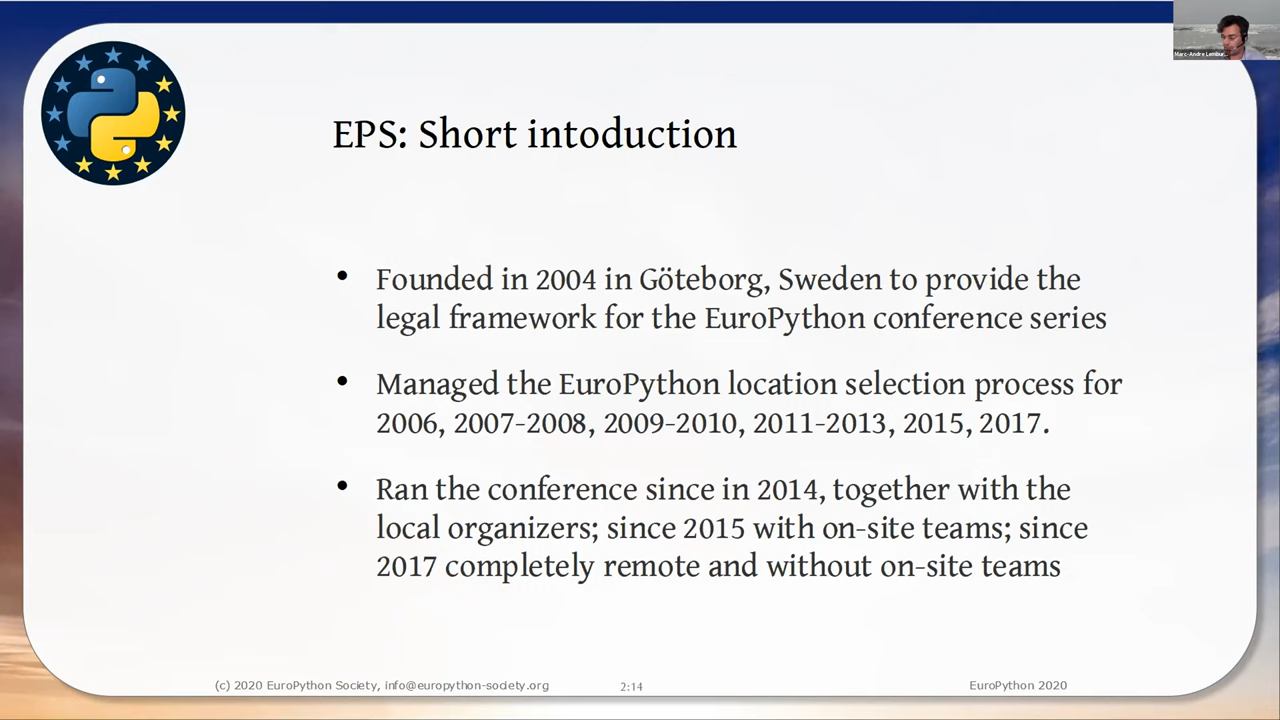 Marc-Andre Lembur...
EPS: Short intoduction
• Founded in 2004 in Göteborg, Sweden to provide the
legal framework for the EuroPython conference series
• Managed the EuroPython location selection process for
2006, 2007-2008, 2009-2010, 2011-2013, 2015, 2017.
• Ran the conference since in 2014, together with the
local organizers; since 2015 with on-site teams; since
2017 completely remote and without on-site teams
(c) 2020 EuroPython Society, info@europython-society.org
2:14
EuroPython 2020